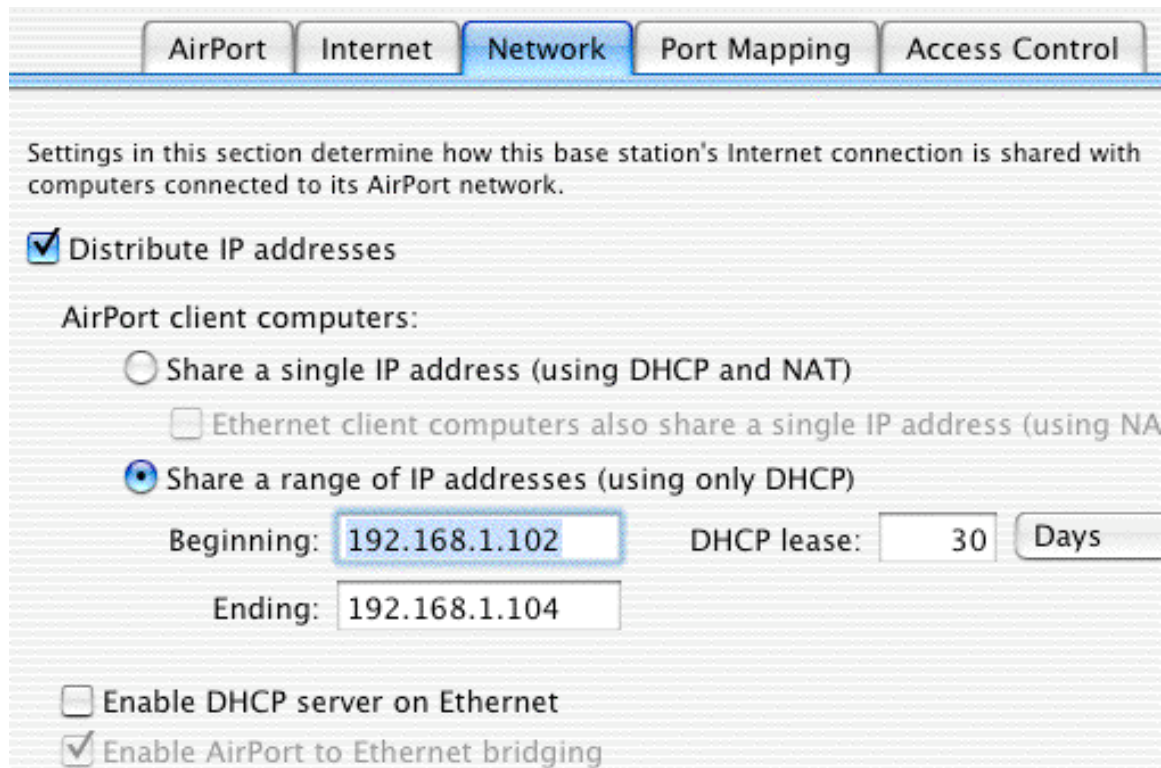 AirPort Internet Network Port Mapping Access Control
Settings in this section determine how this base station's Internet connection is shared with
computers connected to its AirPort network.
Distribute IP addresses
AirPort client computers:
Share a single IP address (using DHCP and NAT)
Ethernet client computers also share a single IP address (using NA
Share a range of IP addresses (using only DHCP)
Beginning: 192.168.1.102 DHCP lease: 30 Days
Ending: 192.168.1.104
Enable DHCP server on Ethernet
Enable AirPort to Ethernet bridging